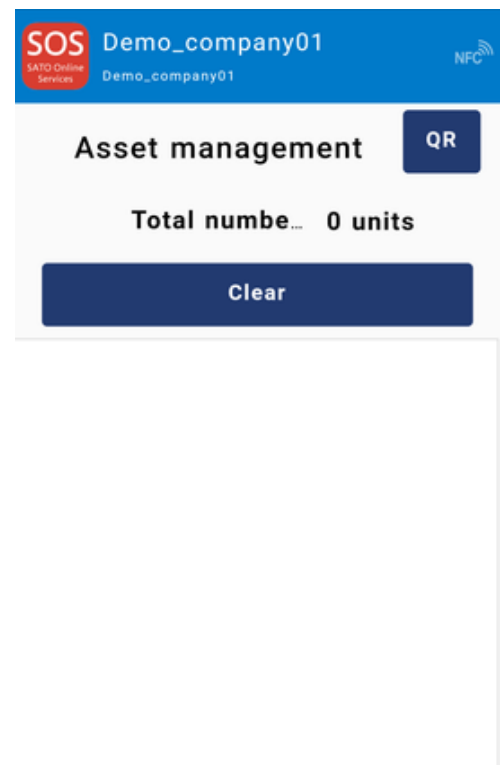 SOS
SATO Online
Services
Demo_company01
Demo_company01
NFC
Asset management
QR
Total numbe… 0 units
Clear